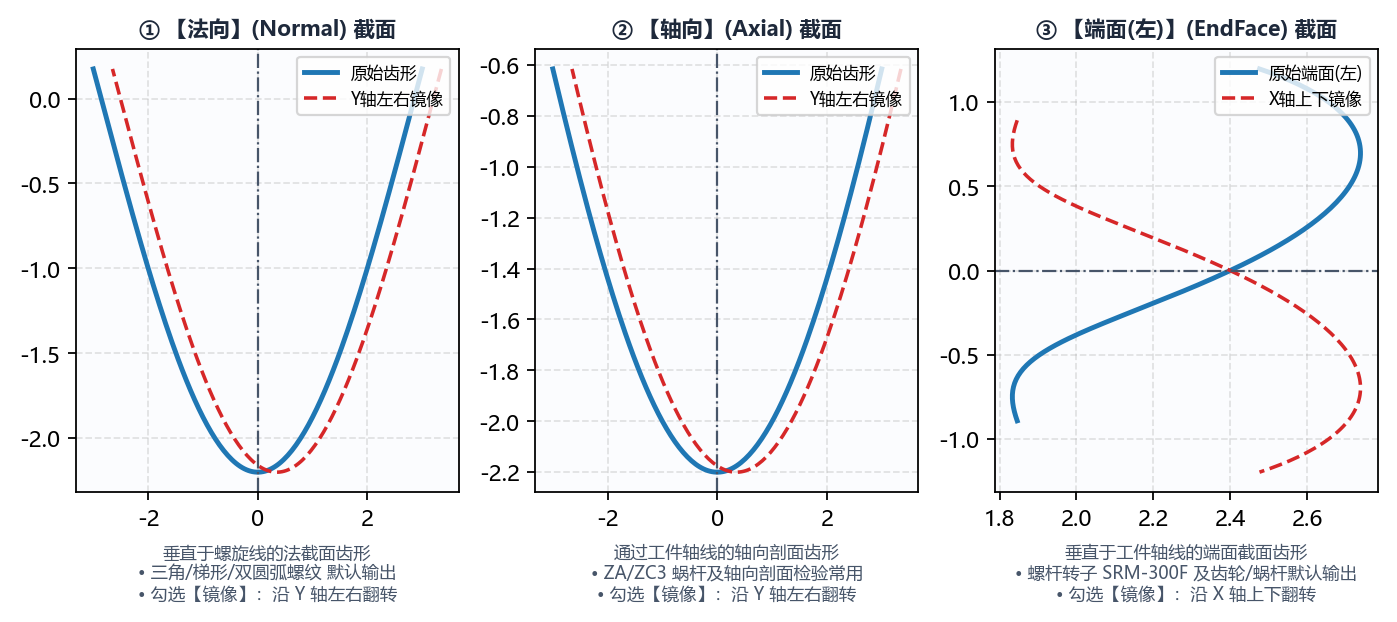 ① 【法向】(Normal) 截面
原始齿形
Y轴左右镜像
0.0
-0.5
-1.0
-1.5
-2.0
-2
0
2
垂直于螺旋线的法截面齿形
• 三角/梯形/双圆弧螺纹 默认输出
• 勾选【镜像】：沿 Y 轴左右翻转
② 【轴向】(Axial) 截面
原始齿形
Y轴左右镜像
-0.6
-0.8
-1.0
-1.2
-1.4
-1.6
-1.8
-2.0
-2.2
-2
0
2
通过工件轴线的轴向剖面齿形
• ZA/ZC3 蜗杆及轴向剖面检验常用
• 勾选【镜像】：沿 Y 轴左右翻转
③ 【端面(左)】(EndFace) 截面
原始端面(左)
X轴上下镜像
1.0
0.5
0.0
-0.5
-1.0
1.8
2.0
2.2
2.4
2.6
垂直于工件轴线的端面截面齿形
• 螺杆转子 SRM-300F 及齿轮/蜗杆默认输出
• 勾选【镜像】：沿 X 轴上下翻转